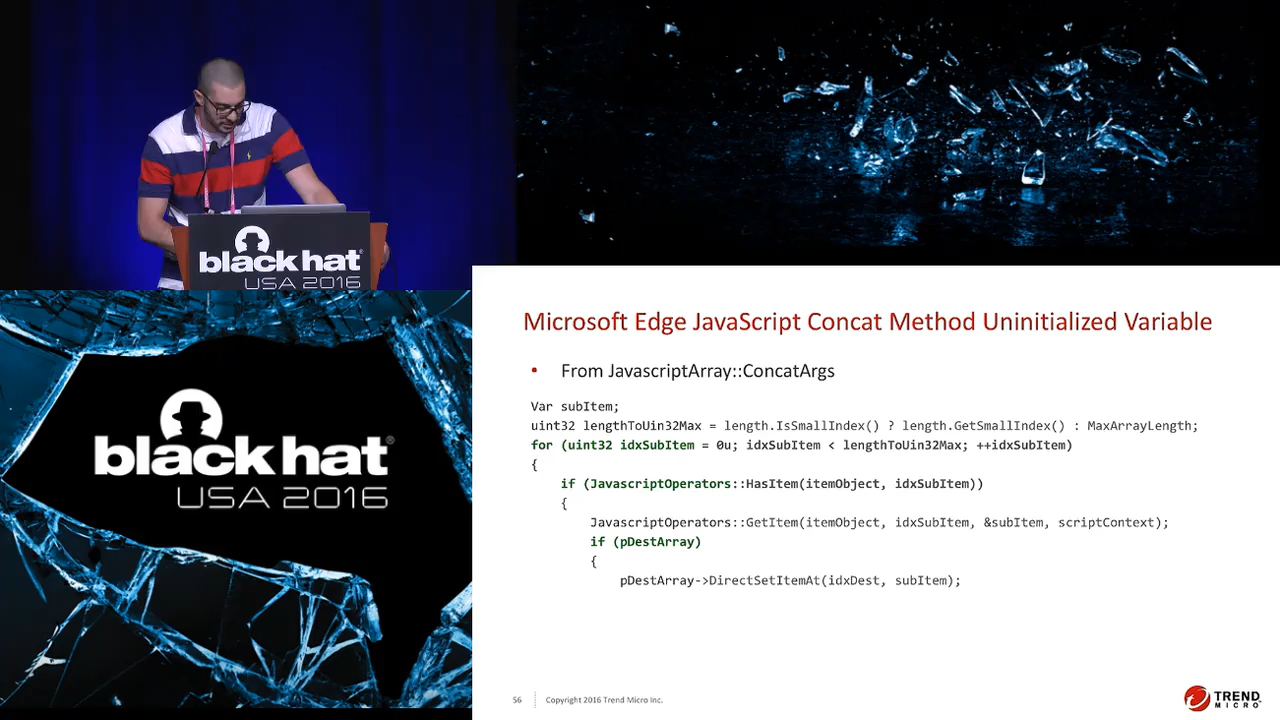 black hat
USA 2016
black hat
USA 2016
Microsoft Edge JavaScript Concat Method Uninitialized Variable
• From JavascriptArray::ConcatArgs
Var subItem;
uint32 lengthToUin32Max = length.IsSmallIndex() ? length.GetSmallIndex() : MaxArrayLength;
for (uint32 idxSubItem = 0u; idxSubItem < lengthToUin32Max; ++idxSubItem)
{
if (JavascriptOperators::HasItem(itemObject, idxSubItem))
{
JavascriptOperators::GetItem(itemObject, idxSubItem, &subItem, scriptContext);
if (pDestArray)
{
pDestArray->DirectSetItemAt(idxDest, subItem);
56 Copyright 2016 Trend Micro Inc.
TREND
MICRO